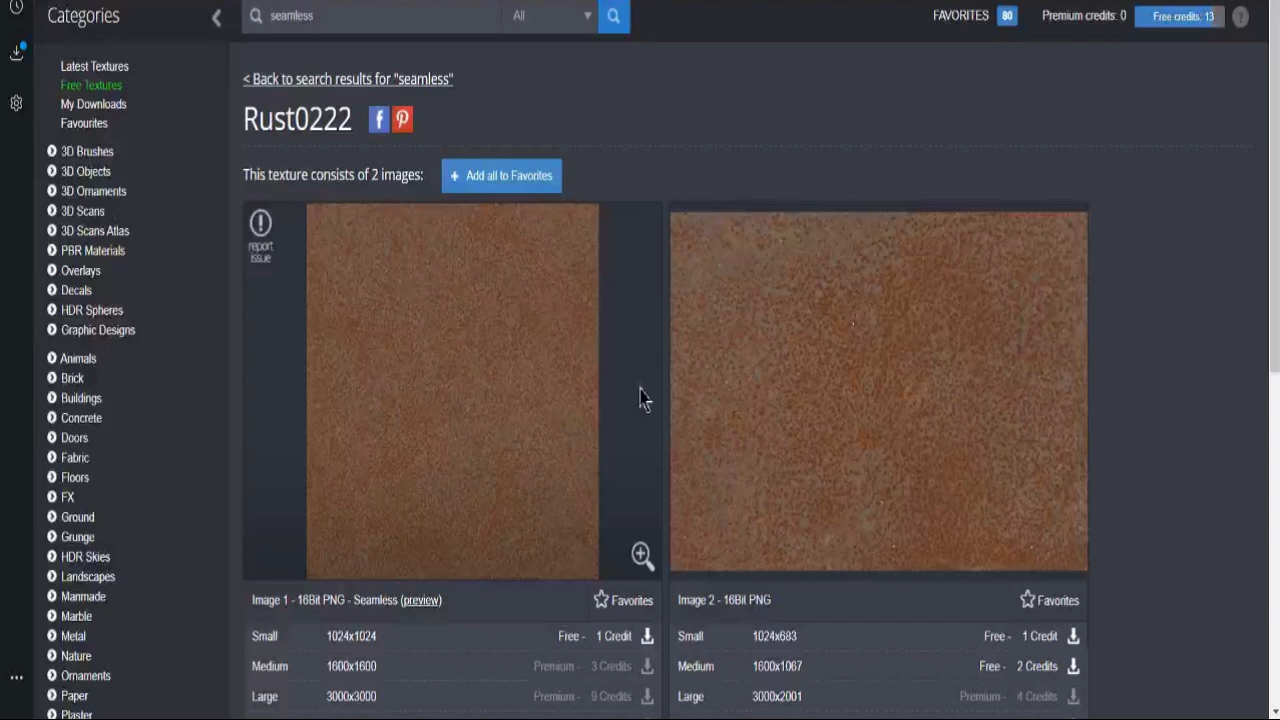 Categories
seamless
All
FAVORITES 80
Premium credits: 0
Free credits: 13
?
Latest Textures
Free Textures
My Downloads
Favourites
3D Brushes
3D Objects
3D Ornaments
3D Scans
3D Scans Atlas
PBR Materials
Overlays
Decals
HDR Spheres
Graphic Designs
Animals
Brick
Buildings
Concrete
Doors
Fabric
Floors
FX
Ground
Grunge
HDR Skies
Landscapes
Manmade
Marble
Metal
Nature
Ornaments
Paper
Plaster
< Back to search results for "seamless"
Rust0222
This texture consists of 2 images:
+ Add all to Favorites
report
issue
Image 1 - 16Bit PNG - Seamless (preview)
Favorites
Small 1024x1024 Free - 1 Credit
Medium 1600x1600 Premium - 3 Credits
Large 3000x3000 Premium - 9 Credits
Image 2 - 16Bit PNG
Favorites
Small 1024x683 Free - 1 Credit
Medium 1600x1067 Free - 2 Credits
Large 3000x2001 Premium - 4 Credits